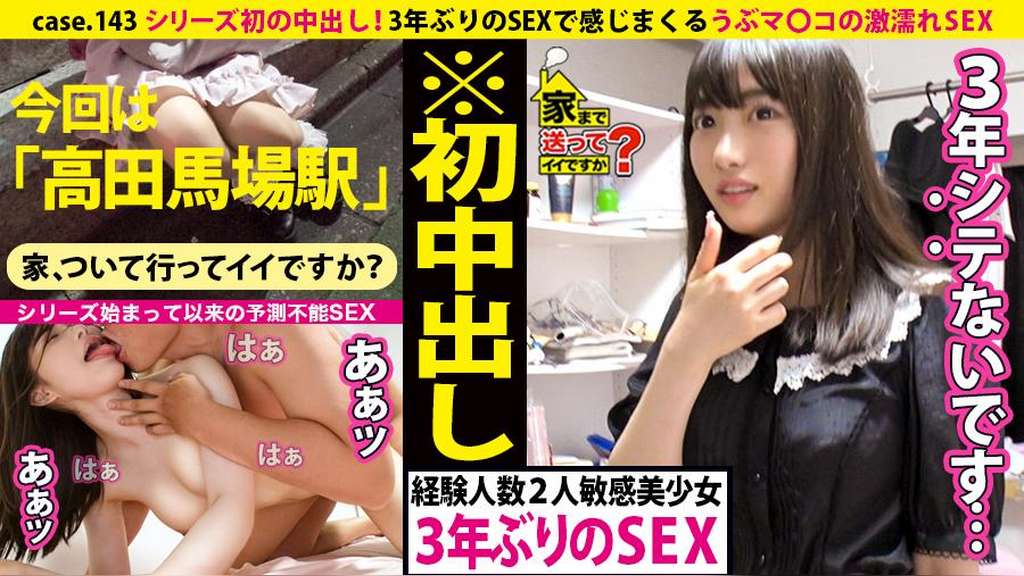 case.143 シリーズ初の中出し！3年ぶりのSEXで感じまくるうぶマ〇コの激濡れSEX
今回は
「高田馬場駅」
家、ついて行ってイイですか？
シリーズ始まって以来の予測不能SEX
はぁ
あぁッ
はぁ
はぁ
あぁッ
※初中出し
家まで
送って
イイですか
?
3年シテないです…
経験人数2人敏感美少女
3年ぶりのSEX